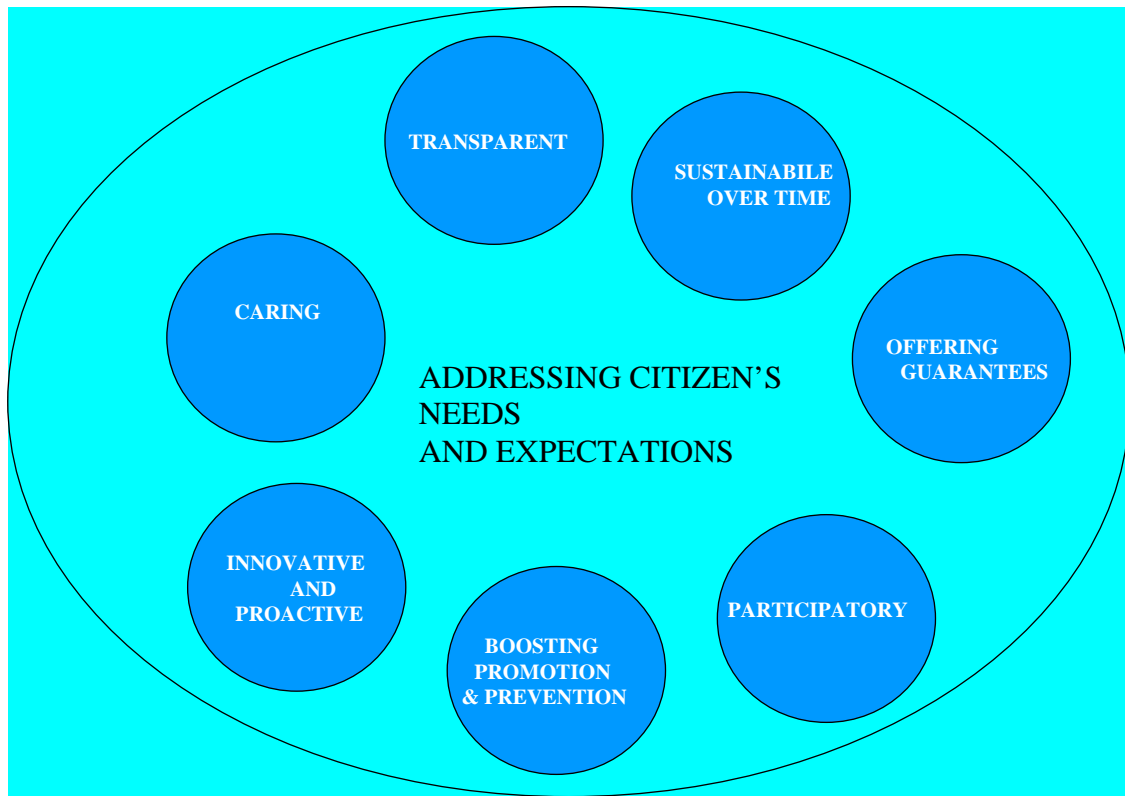 TRANSPARENT
SUSTAINABILE
OVER TIME
CARING
OFFERING
GUARANTEES
ADDRESSING CITIZEN’S
NEEDS
AND EXPECTATIONS
INNOVATIVE
AND
PROACTIVE
PARTICIPATORY
BOOSTING
PROMOTION
& PREVENTION